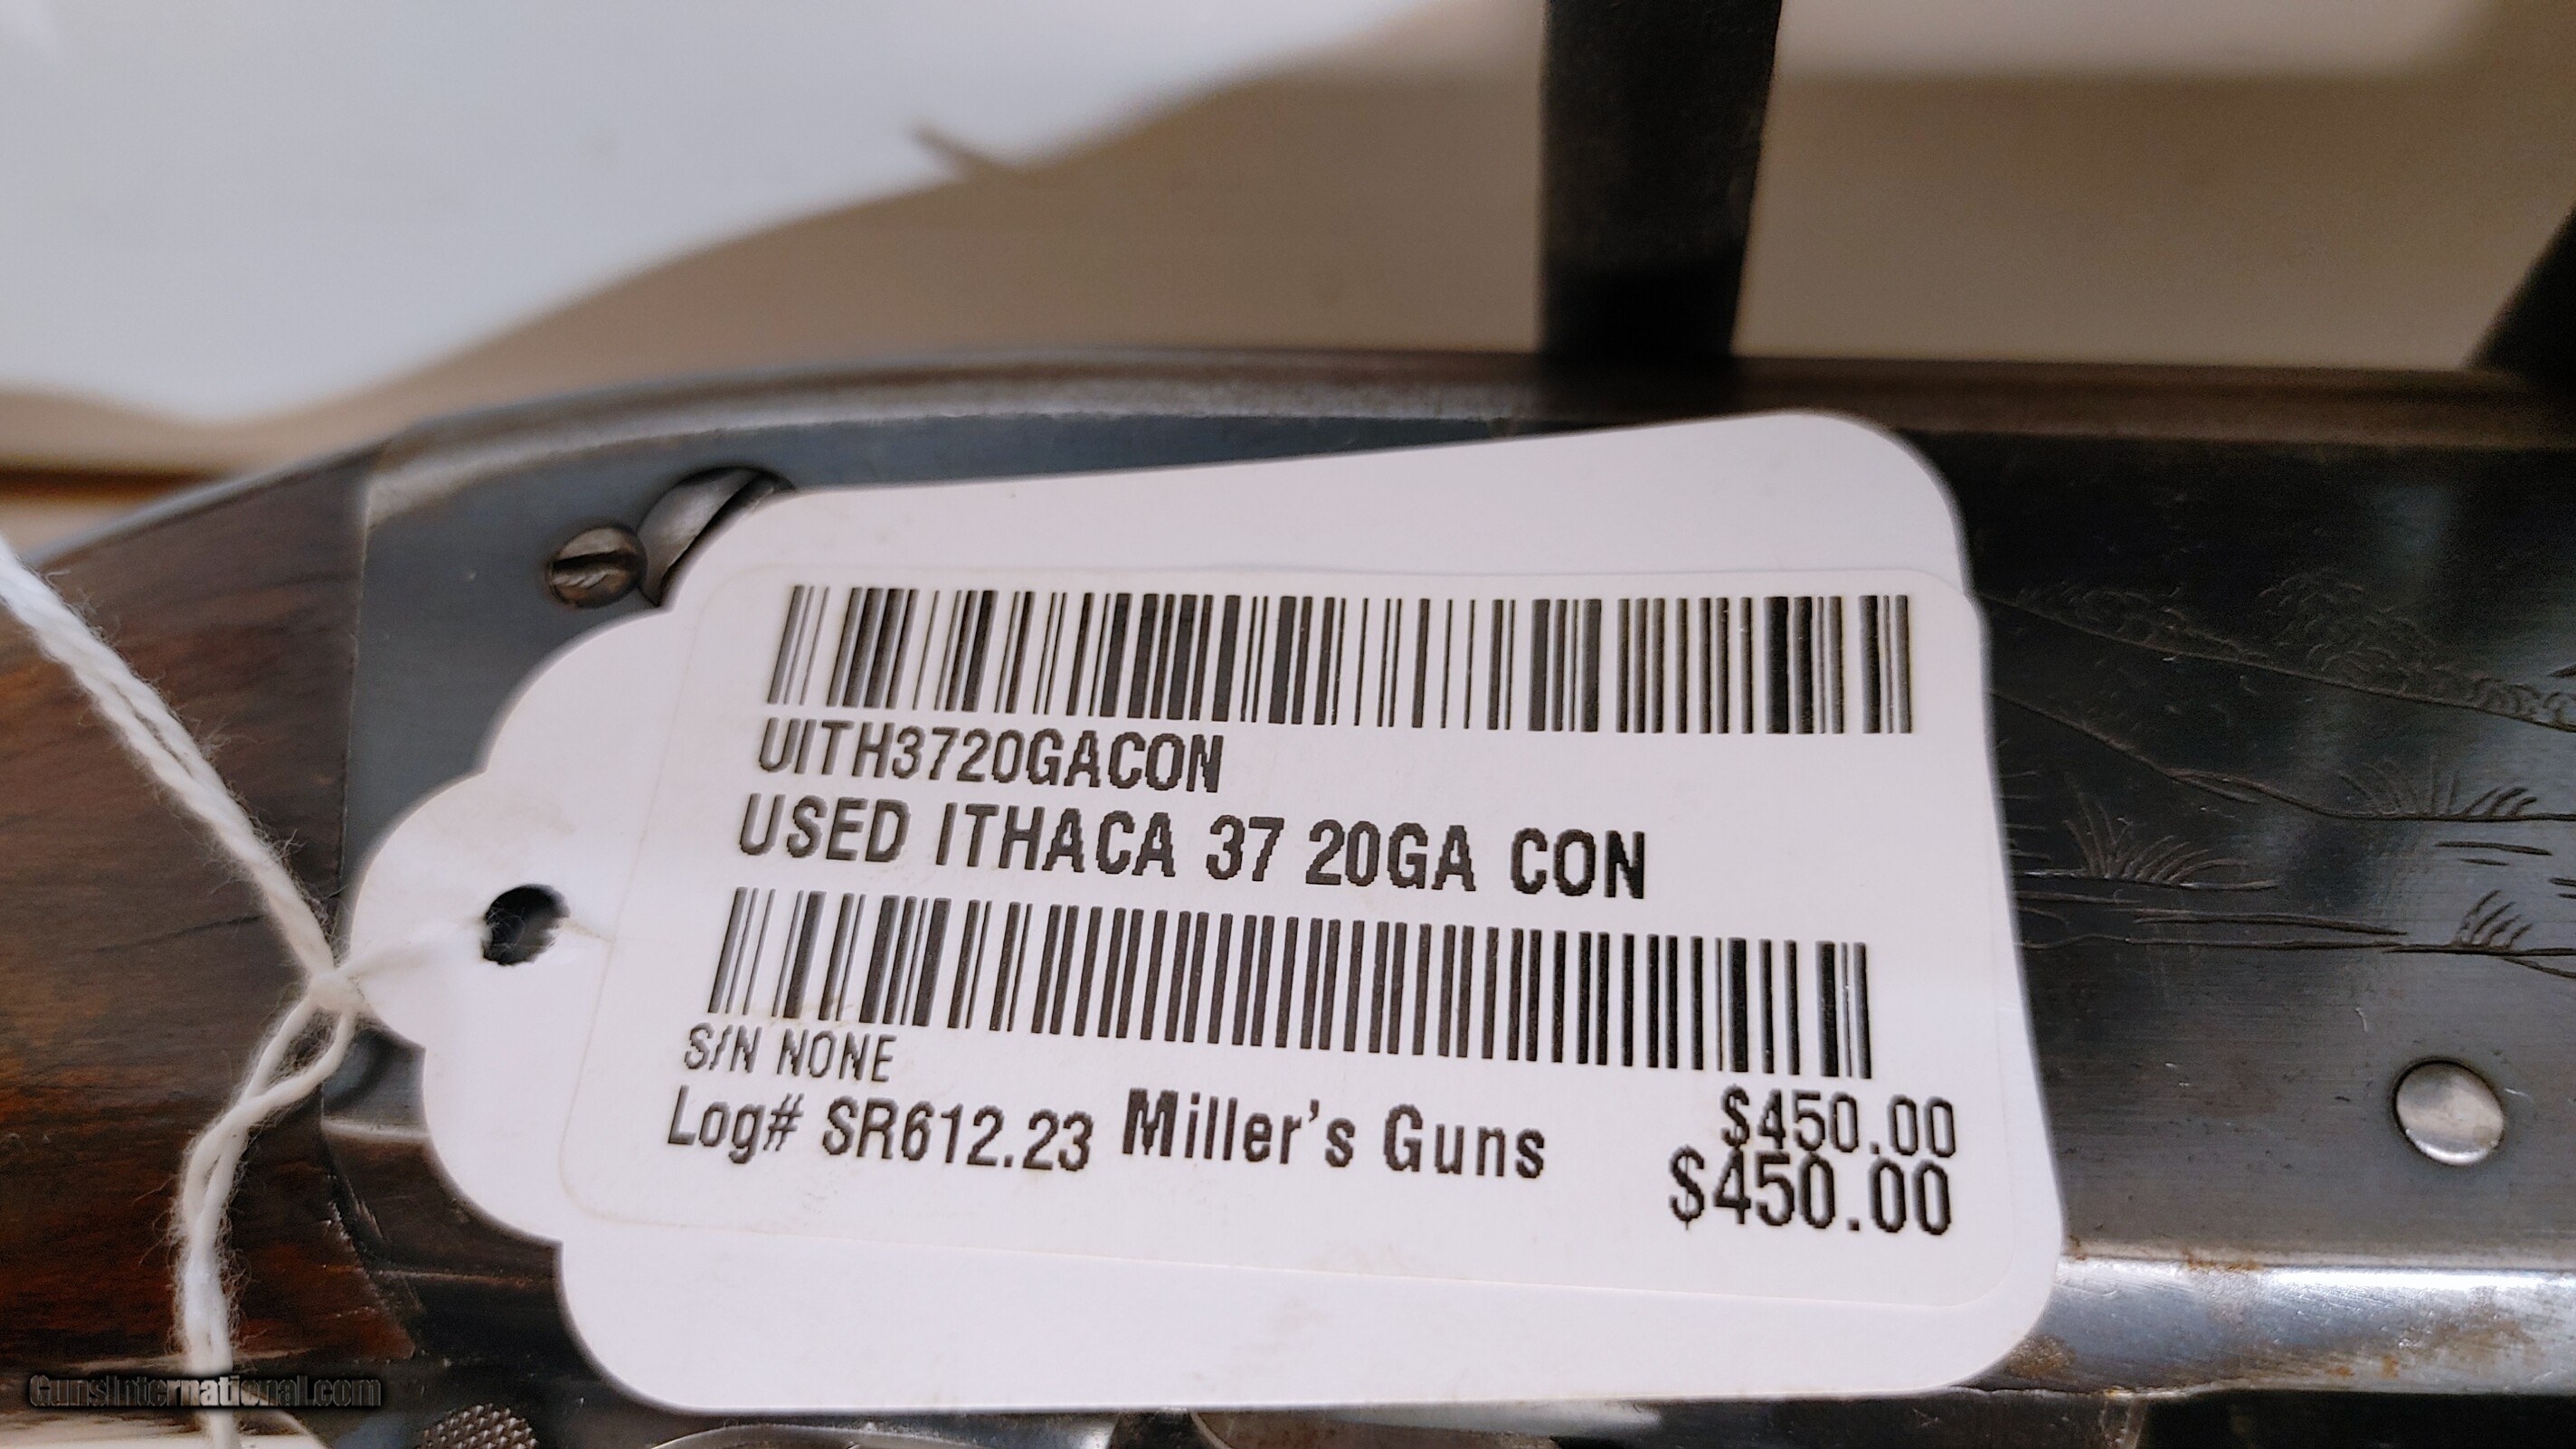 UITH3720GACON
USED ITHACA 37 20GA CON
S/N NONE
Log# SR612.23 Miller's Guns $450.00
$450.00
GunsInternational.com